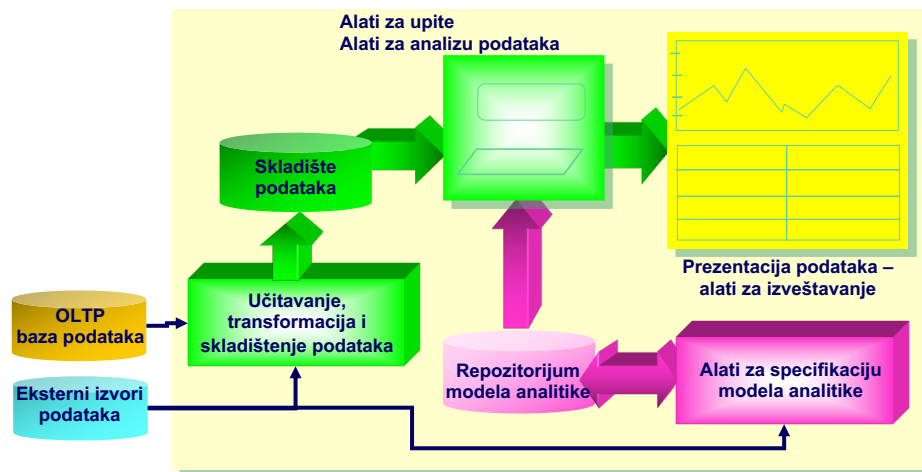 Alati za upite
Alati za analizu podataka
Skladište
podataka
Prezentacija podataka –
alati za izveštavanje
Učitavanje,
transformacija i
skladištenje podataka
OLTP
baza podataka
Repozitorijum
modela analitike
Alati za specifikaciju
modela analitike
Eksterni izvori
podataka